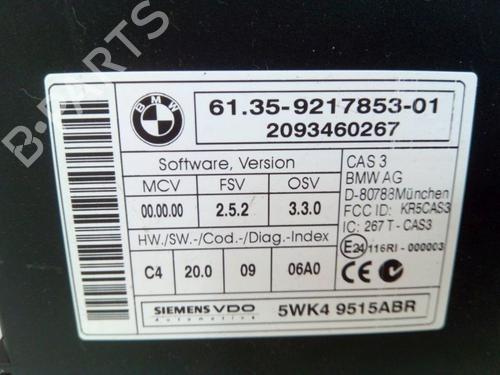 B-PARTS
BMW
61.35-9217853-01
2093460267
Software, Version
MCV FSV OSV
00.00.00 2.5.2 3.3.0
HW./SW.-/Cod.-/Diag.-Index
C4 20.0 09 06A0
CAS 3
BMW AG
D-80788München
FCC ID: KR5CAS3
IC: 267 T - CAS3
E24 116RI - 000003
CE
SIEMENS VDO
Automotive
5WK4 9515ABR